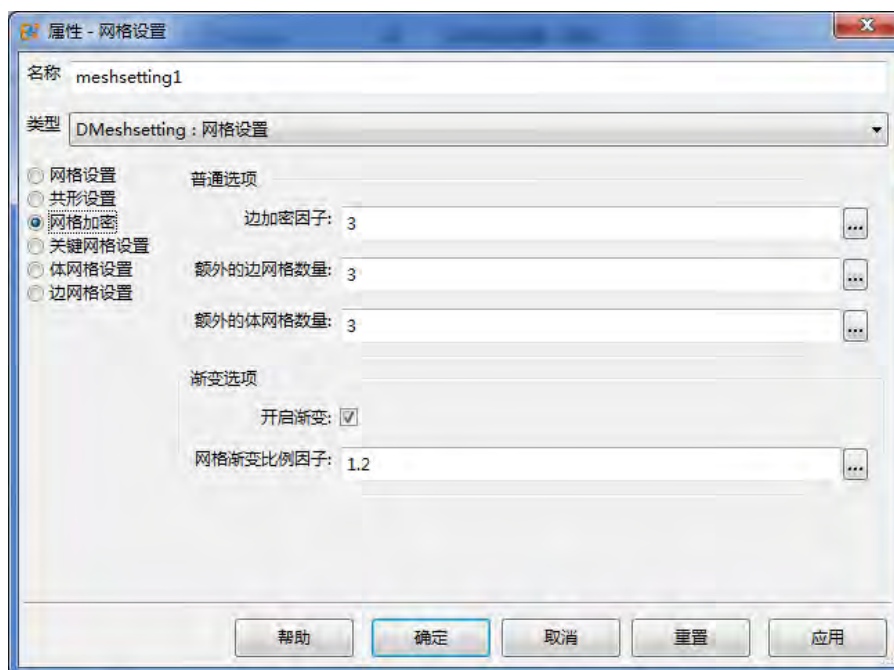 属性 - 网格设置
名称 meshsetting1
类型 DMeshsetting : 网格设置
网格设置
共形设置
网格加密
关键网格设置
体网格设置
边网格设置
普通选项
边加密因子: 3 ...
额外的边网格数量: 3 ...
额外的体网格数量: 3 ...
渐变选项
开启渐变:
网格渐变比例因子: 1.2 ...
帮助 确定 取消 重置 应用